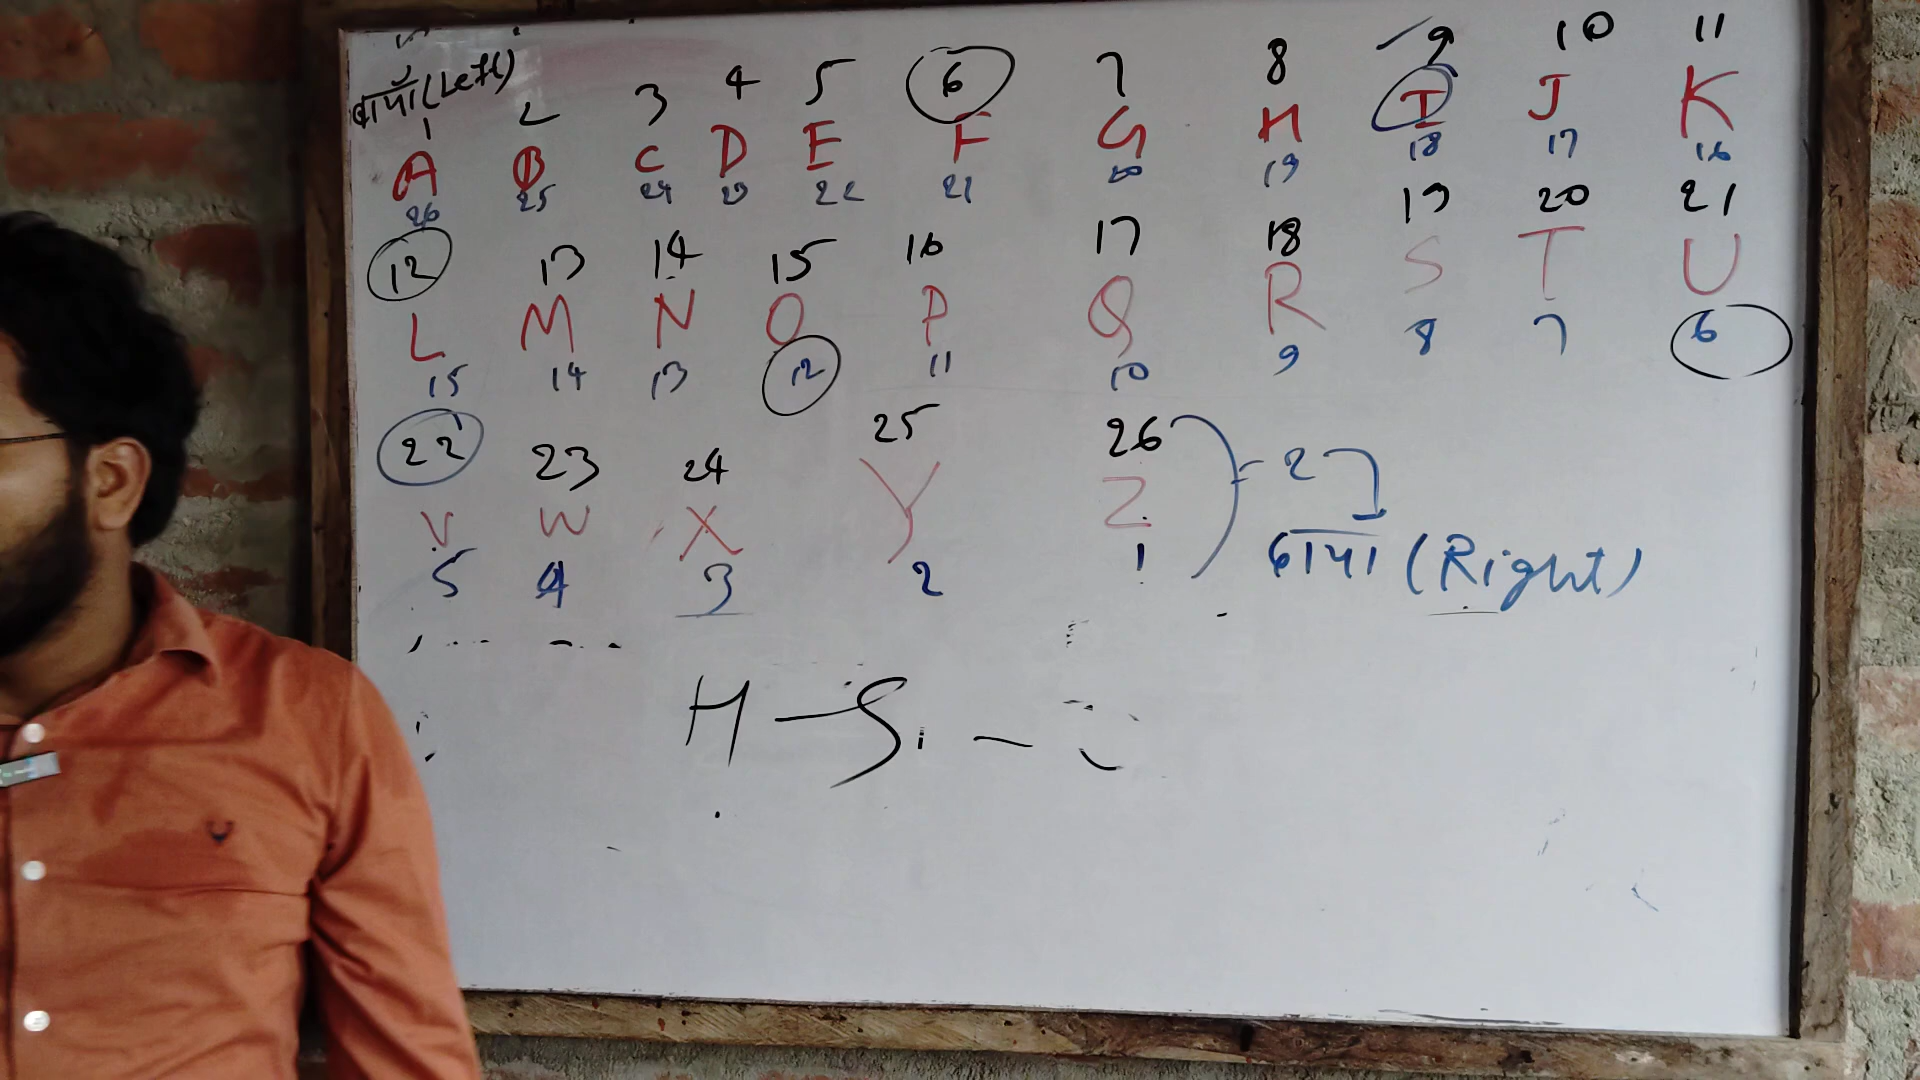 बायां (Left)
1 2 3 4 5 6 7 8 9 10 11
A B C D E F G H I J K
26 25 24 23 22 21 20 19 18 17 16
12 13 14 15 16 17 18 19 20 21
L M N O P Q R S T U
15 14 13 12 11 10 9 8 7 6
22 23 24 25 26
V W X Y Z = 27
5 4 3 2 1
दायां (Right)
H